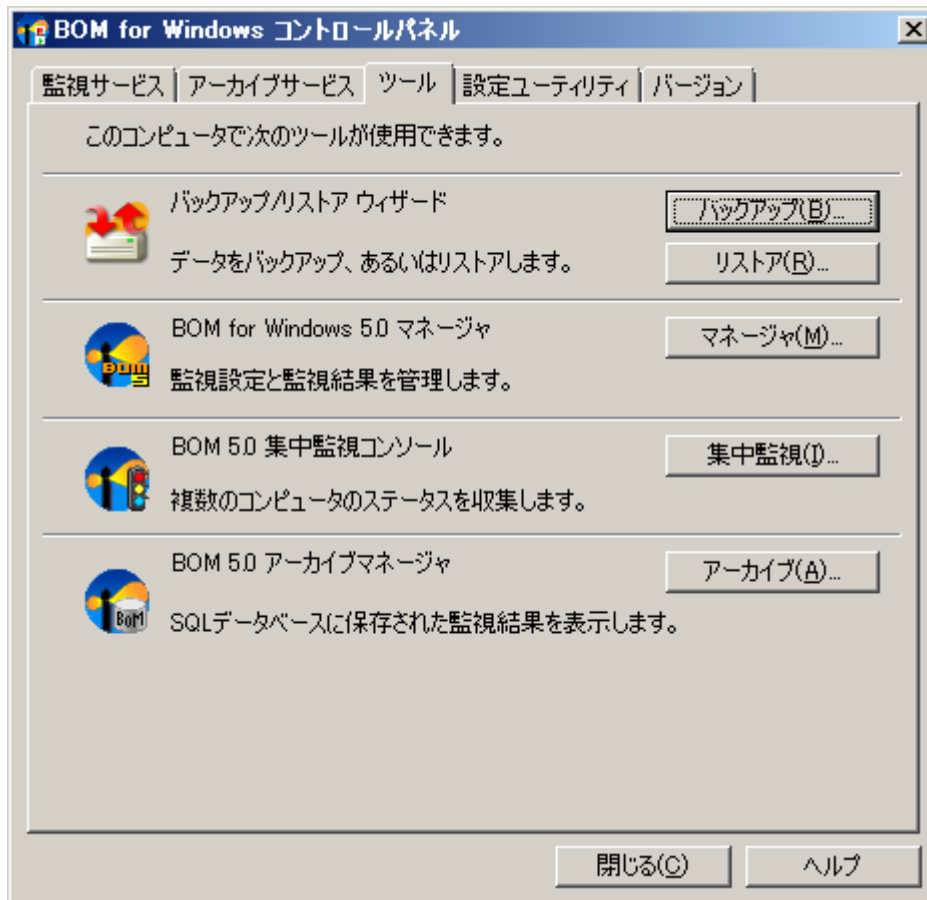 BOM for Windows コントロールパネル
監視サービス アーカイブサービス ツール 設定ユーティリティ バージョン
このコンピュータで次のツールが使用できます。
バックアップ/リストア ウィザード
バックアップ(B)...
データをバックアップ、あるいはリストアします。
リストア(R)...
BOM for Windows 5.0 マネージャ
マネージャ(M)...
監視設定と監視結果を管理します。
BOM 5.0 集中監視コンソール
集中監視(I)...
複数のコンピュータのステータスを収集します。
BOM 5.0 アーカイブマネージャ
アーカイブ(A)...
SQLデータベースに保存された監視結果を表示します。
BOM 5
BOM
閉じる(C) ヘルプ